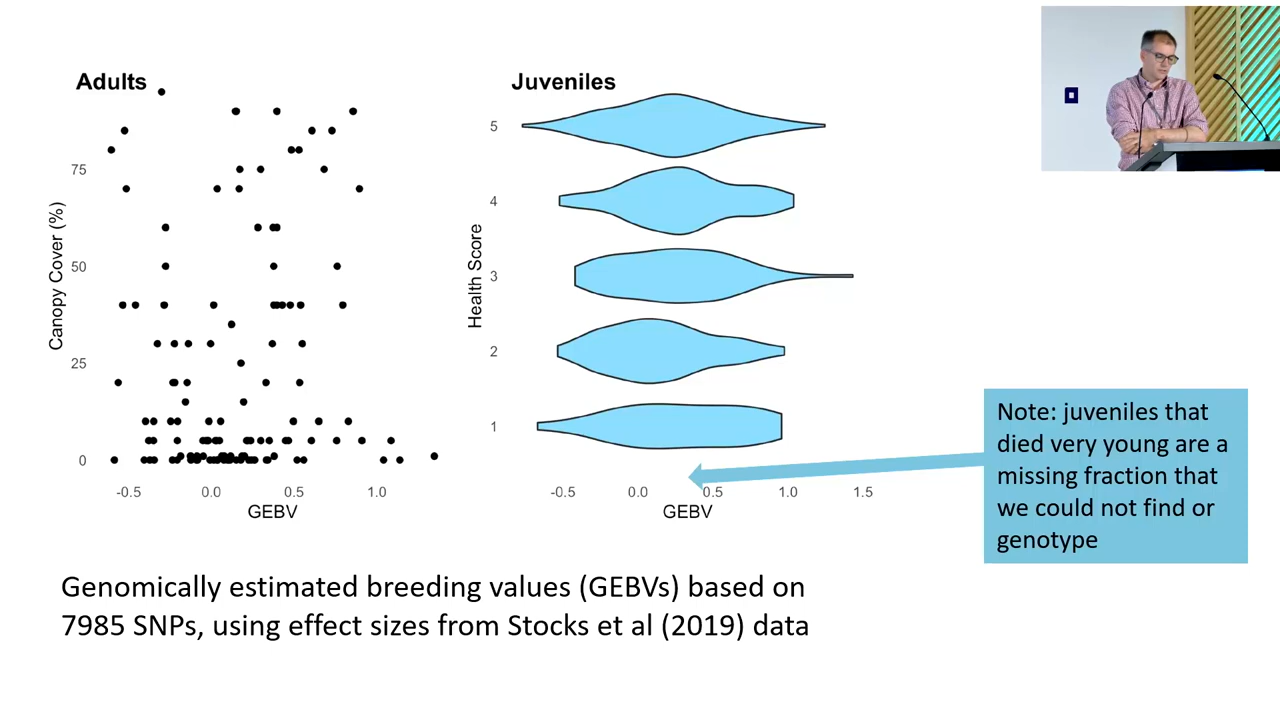 Adults
Canopy Cover (%)
75
50
25
0
-0.5 0.0 0.5 1.0
GEBV
Juveniles
Health Score
5
4
3
2
1
-0.5 0.0 0.5 1.0 1.5
GEBV
Note: juveniles that
died very young are a
missing fraction that
we could not find or
genotype
Genomically estimated breeding values (GEBVs) based on
7985 SNPs, using effect sizes from Stocks et al (2019) data